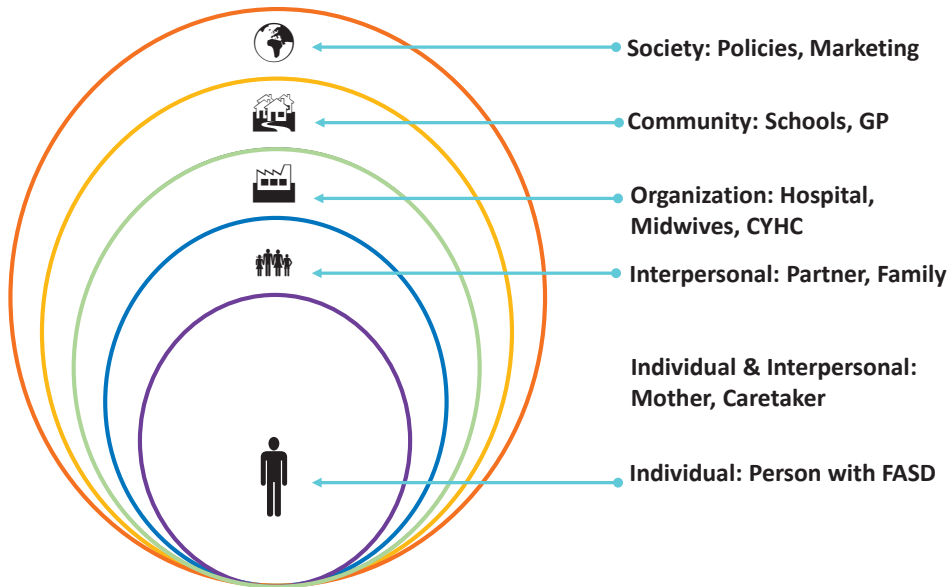 Society: Policies, Marketing
Community: Schools, GP
Organization: Hospital,
Midwives, CYHC
Interpersonal: Partner, Family
Individual & Interpersonal:
Mother, Caretaker
Individual: Person with FASD